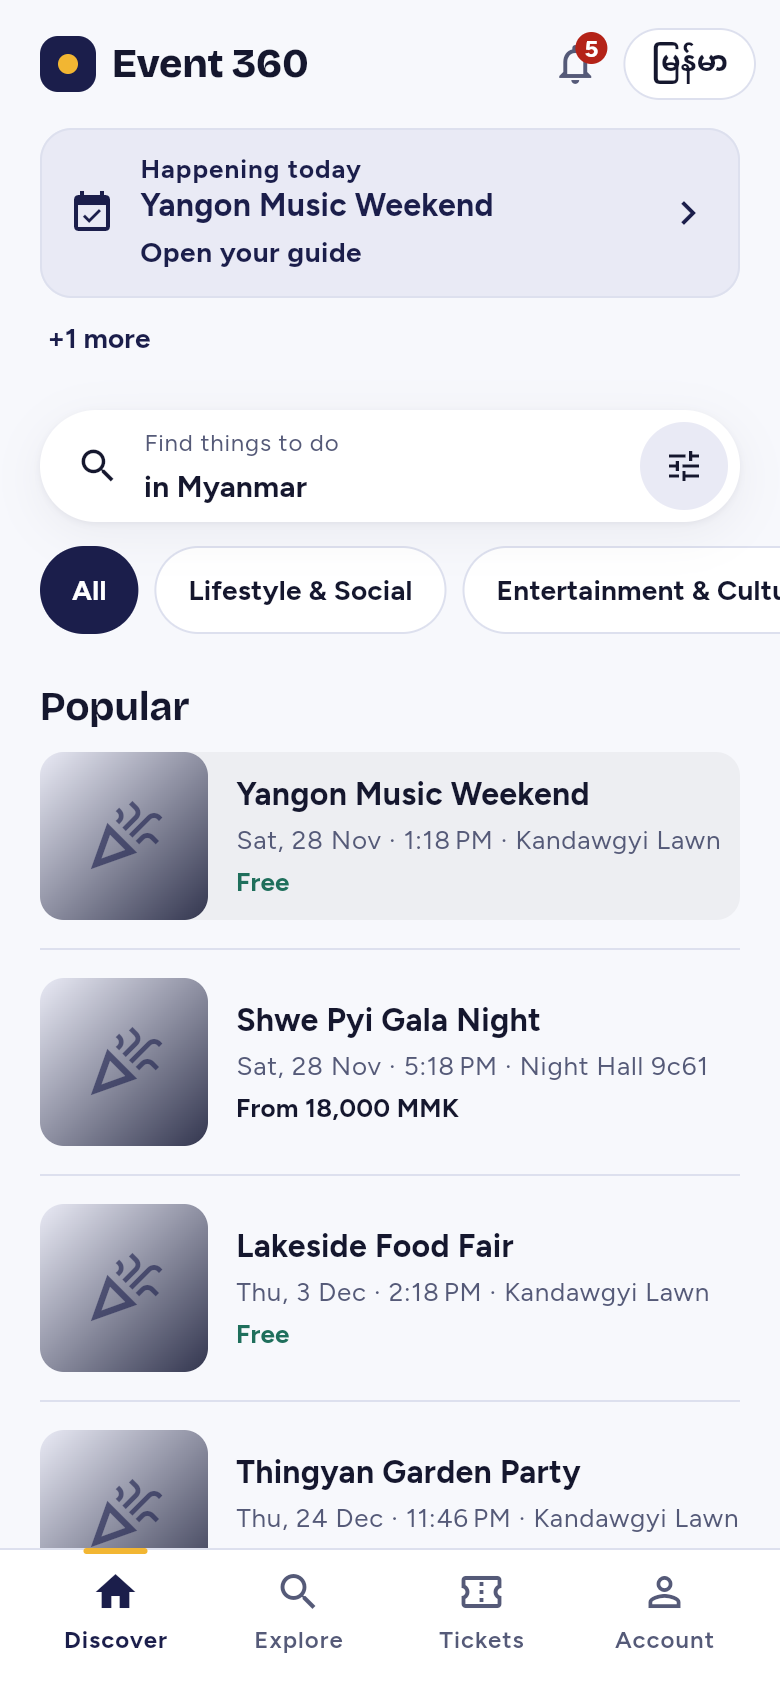 Event 360
5
မြန်မာ
Happening today
Yangon Music Weekend
Open your guide
+1 more
Find things to do
in Myanmar
All
Lifestyle & Social
Entertainment & Cultu
Popular
Yangon Music Weekend
Sat, 28 Nov · 1:18 PM · Kandawgyi Lawn
Free
Shwe Pyi Gala Night
Sat, 28 Nov · 5:18 PM · Night Hall 9c61
From 18,000 MMK
Lakeside Food Fair
Thu, 3 Dec · 2:18 PM · Kandawgyi Lawn
Free
Thingyan Garden Party
Thu, 24 Dec · 11:46 PM · Kandawgyi Lawn
Discover
Explore
Tickets
Account